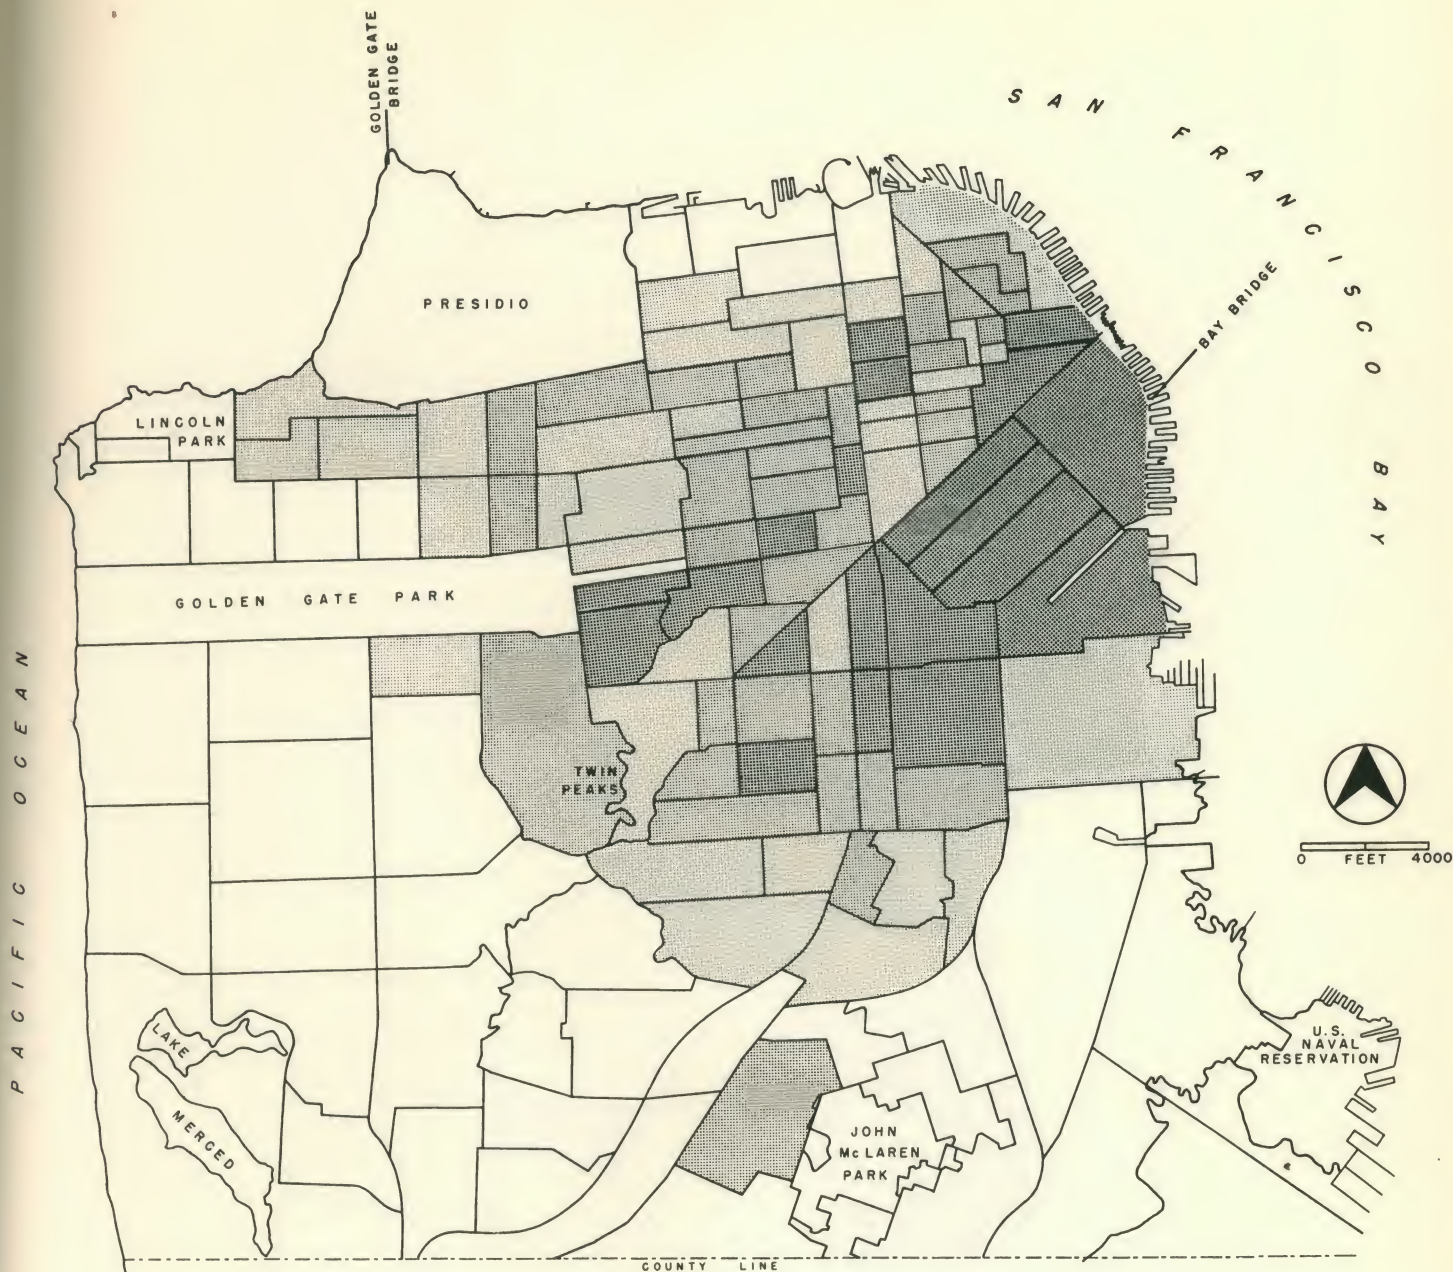 GOLDEN GATE
BRIDGE
SAN FRANCISCO BAY
BAY BRIDGE
PRESIDIO
LINCOLN
PARK
GOLDEN GATE PARK
PACIFIC OCEAN
TWIN
PEAKS
0 FEET 4000
LAKE
MERCED
U.S.
NAVAL
RESERVATION
JOHN
McLAREN
PARK
COUNTY LINE